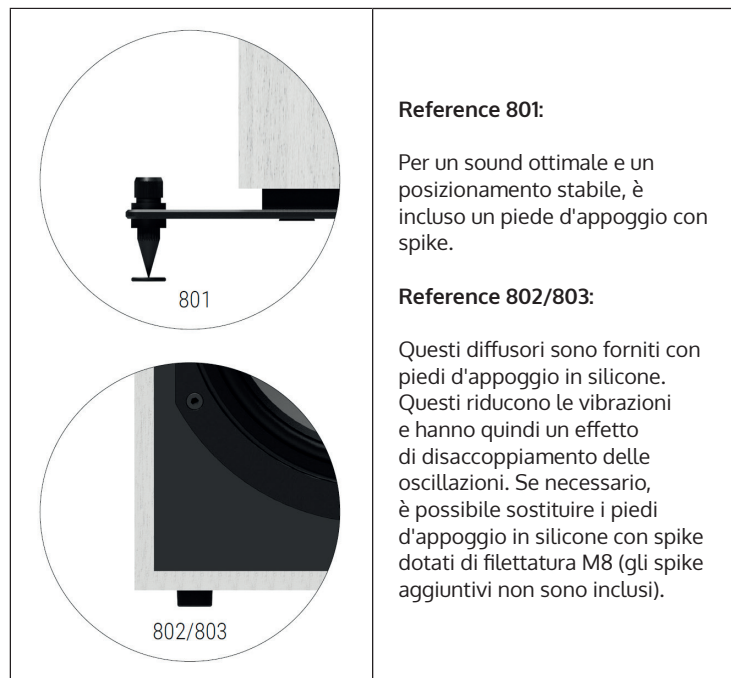 801
802/803
Reference 801:
Per un sound ottimale e un
posizionamento stabile, è
incluso un piede d'appoggio con
spike.
Reference 802/803:
Questi diffusori sono forniti con
piedi d'appoggio in silicone.
Questi riducono le vibrazioni
e hanno quindi un effetto
di disaccoppiamento delle
oscillazioni. Se necessario,
è possibile sostituire i piedi
d'appoggio in silicone con spike
dotati di filettatura M8 (gli spike
aggiuntivi non sono inclusi).